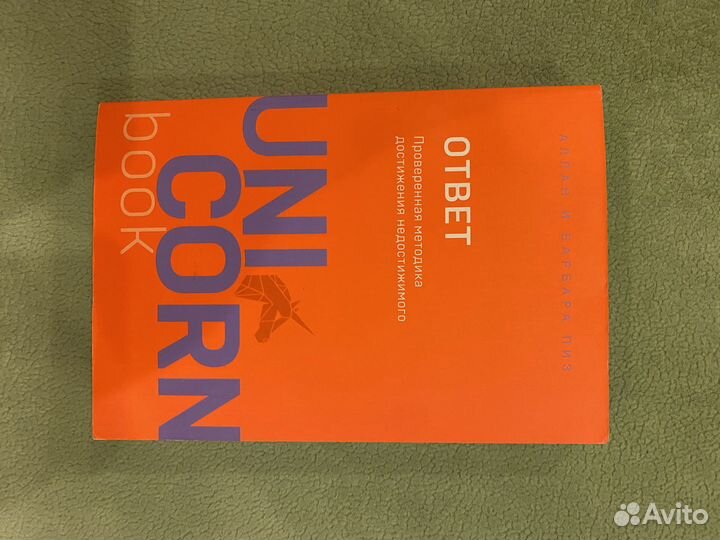 АЛЛАН И БАРБАРА ПИЗ
ОТВЕТ
Проверенная методика
достижения недостижимого
UNI
CORN
book
Avito